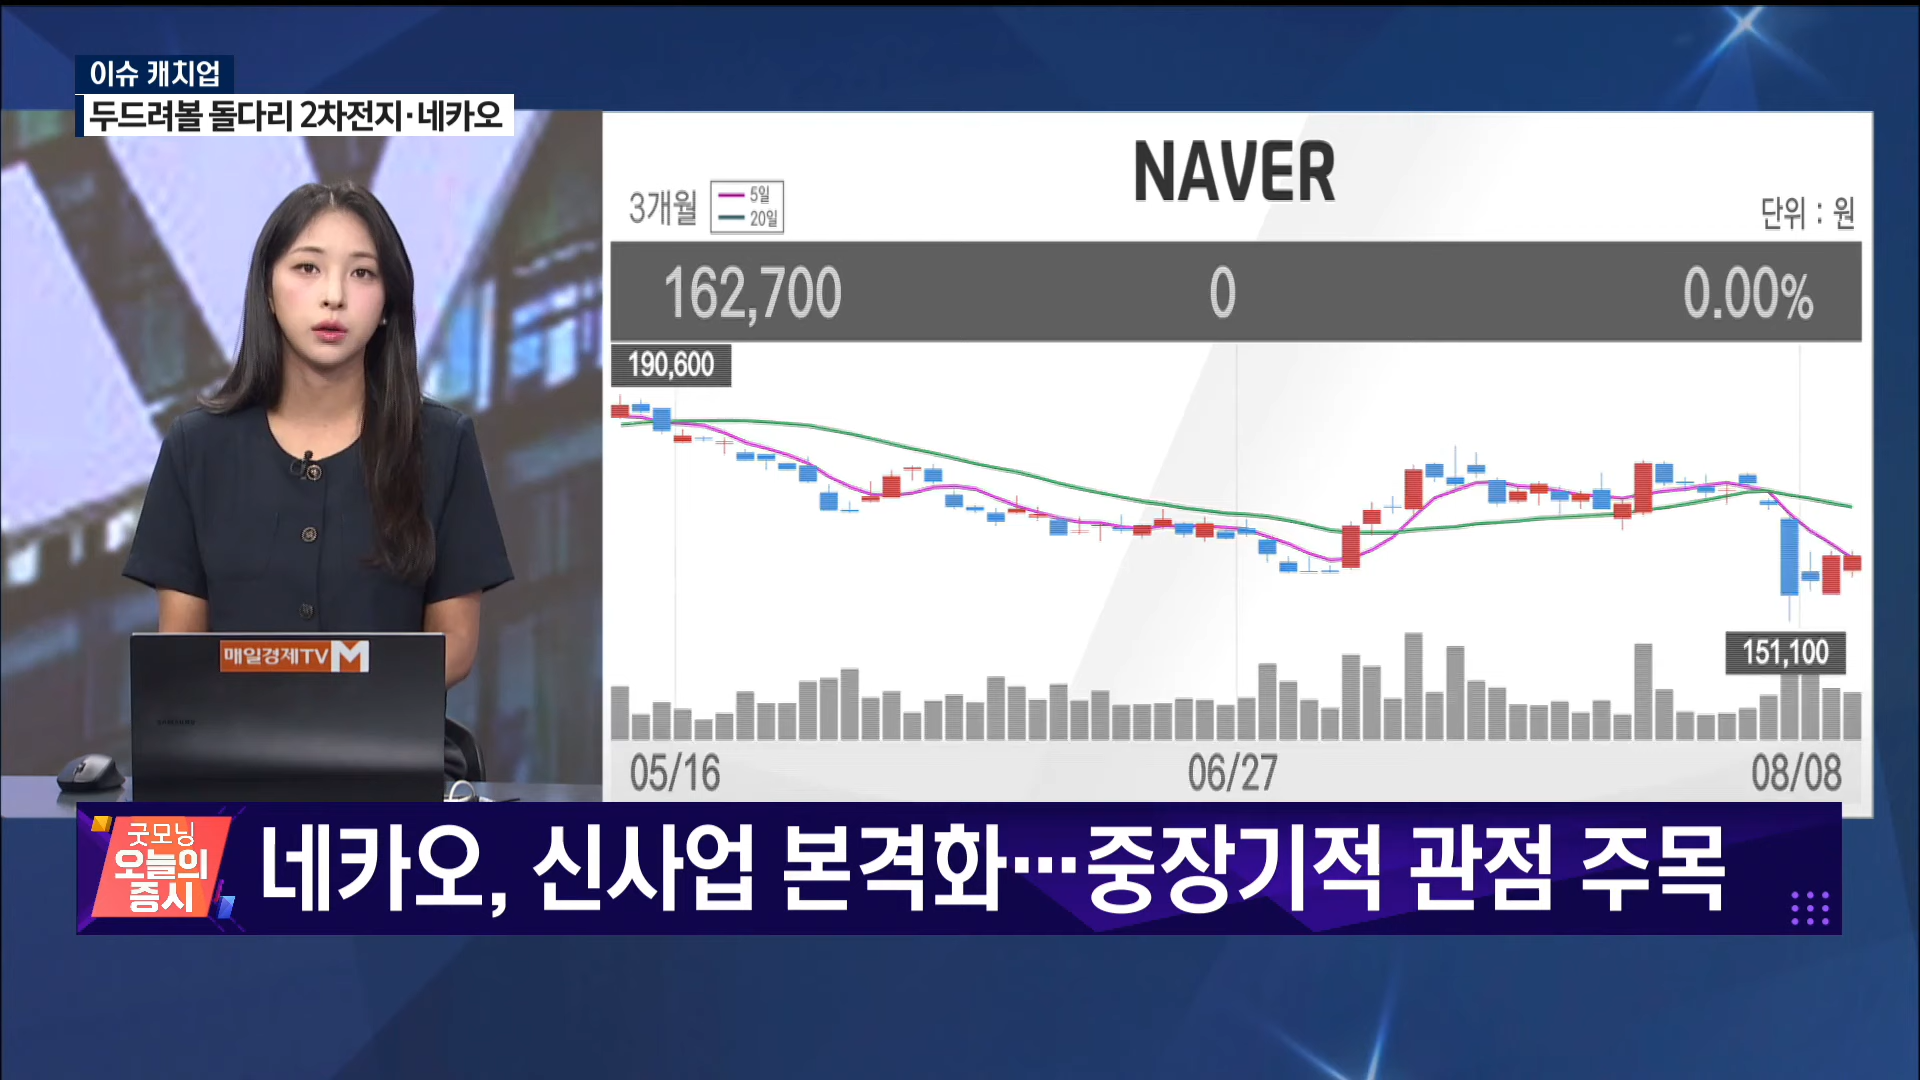 이슈 캐치업
두드려볼 돌다리 2차전지·네카오
NAVER
3개월
5일
20일
단위 : 원
162,700 0 0.00%
190,600
151,100
05/16 06/27 08/08
매일경제TV M
굿모닝
오늘의
증시
네카오, 신사업 본격화…중장기적 관점 주목